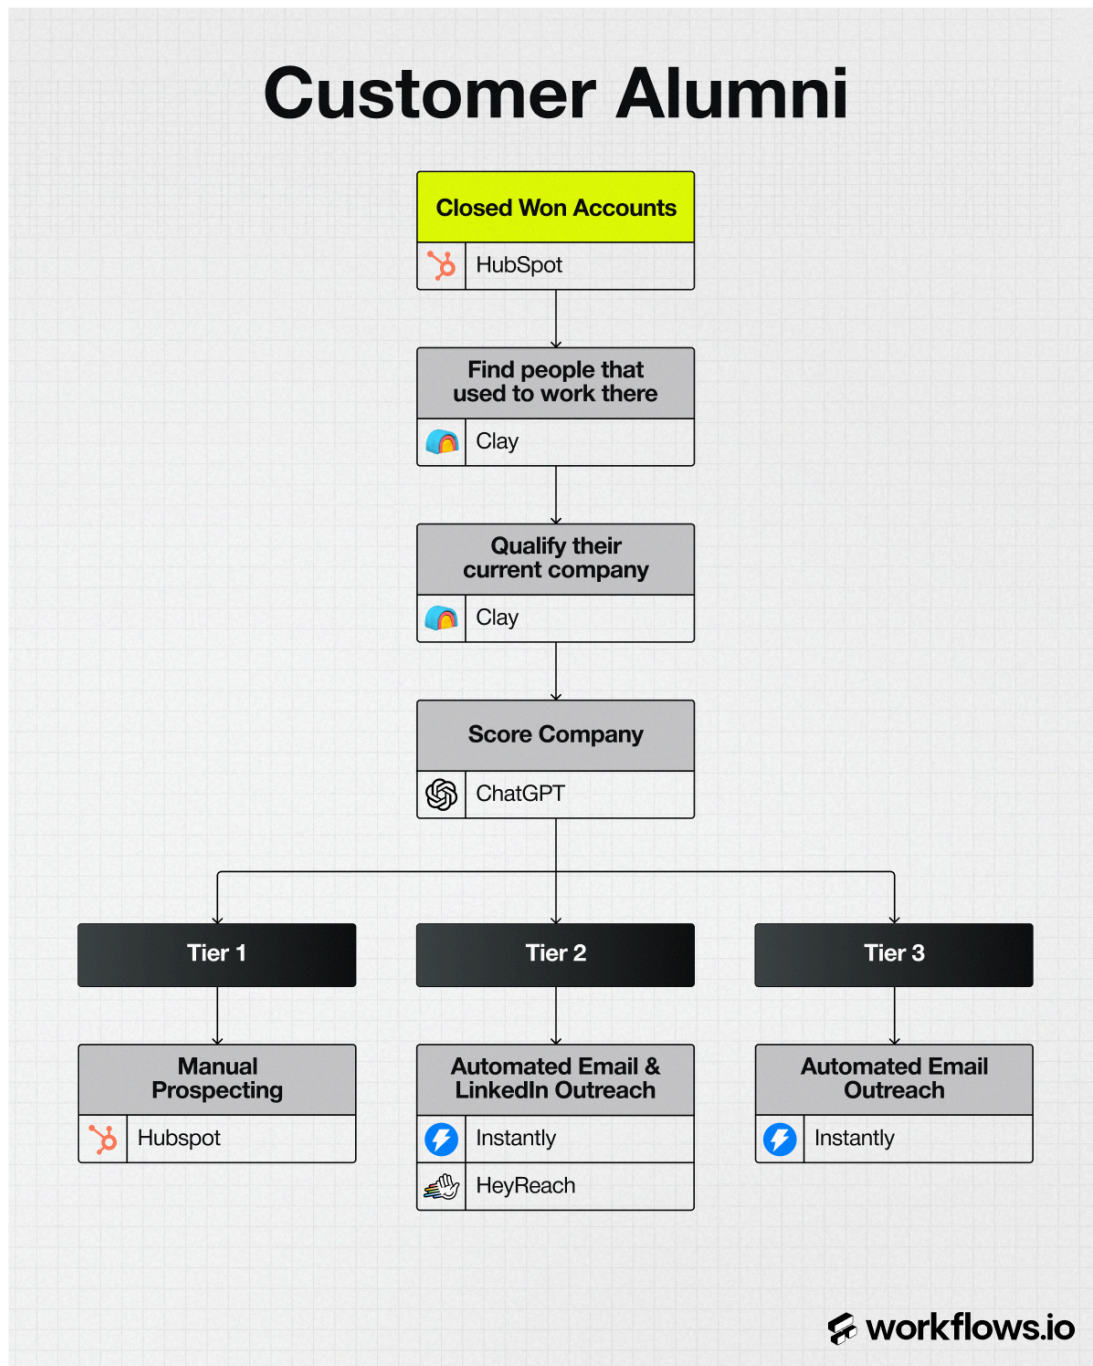 Customer Alumni
Closed Won Accounts
HubSpot
Find people that
used to work there
Clay
Qualify their
current company
Clay
Score Company
ChatGPT
Tier 1
Tier 2
Tier 3
Manual
Prospecting
Hubspot
Automated Email &
LinkedIn Outreach
Instantly
HeyReach
Automated Email
Outreach
Instantly
workflows.io